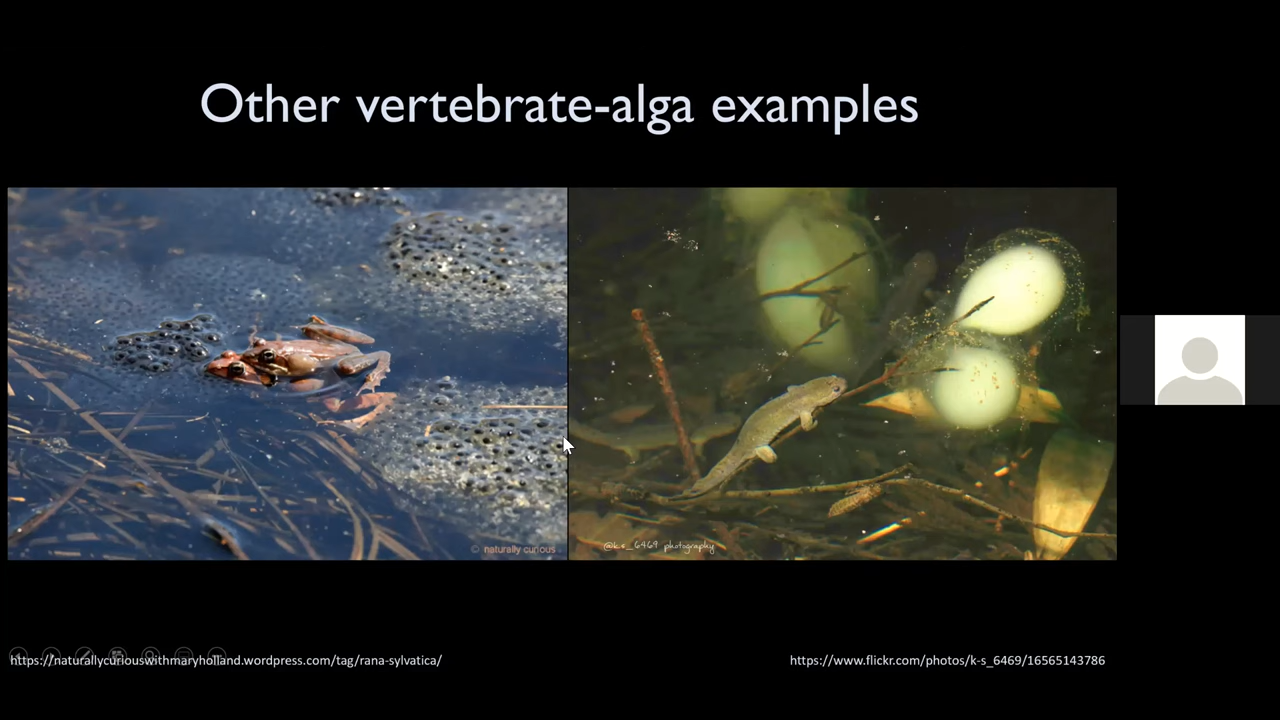 Other vertebrate-alga examples
© naturally curious
@k-s_6469 photography
https://naturallycuriouswithmaryholland.wordpress.com/tag/rana-sylvatica/
https://www.flickr.com/photos/k-s_6469/16565143786